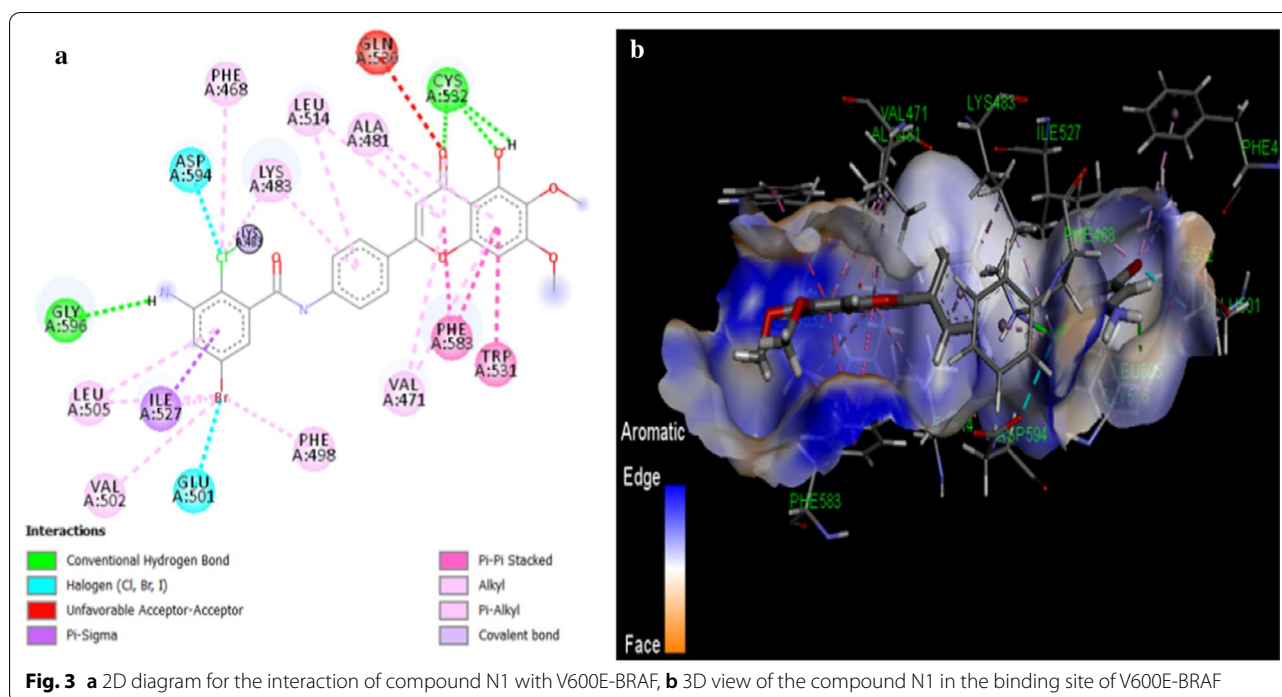 a
b
GLN
A:530
PHE
A:468
CYS
A:532
LEU
A:514
ALA
A:481
ASP
A:594
LYS
A:483
LYS
A:483
Cl
H
O
O
O
O
O
O
H
N
N
GLY
A:596
PHE
A:583
TRP
A:531
LEU
A:505
ILE
A:527
Br
VAL
A:471
PHE
A:498
VAL
A:502
GLU
A:501
Interactions
Conventional Hydrogen Bond
Halogen (Cl, Br, I)
Unfavorable Acceptor-Acceptor
Pi-Sigma
Pi-Pi Stacked
Alkyl
Pi-Alkyl
Covalent bond
VAL471
LYS483
ILE527
PHE4
PHE468
ASP594
PHE583
Aromatic
Edge
Face
Fig. 3 a 2D diagram for the interaction of compound N1 with V600E-BRAF, b 3D view of the compound N1 in the binding site of V600E-BRAF